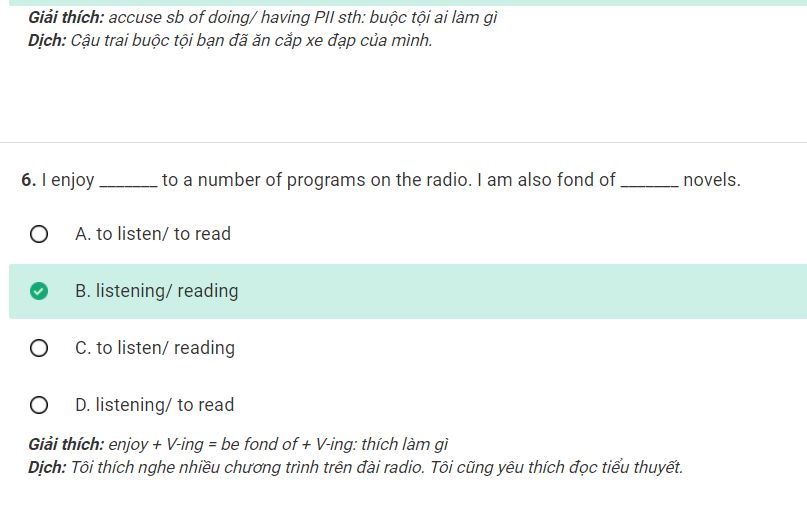 Giải thích: accuse sb of doing/ having PII sth: buộc tội ai làm gì
Dịch: Cậu trai buộc tội bạn đã ăn cắp xe đạp của mình.
6. I enjoy _______ to a number of programs on the radio. I am also fond of _______ novels.
A. to listen/ to read
B. listening/ reading
C. to listen/ reading
D. listening/ to read
Giải thích: enjoy + V-ing = be fond of + V-ing: thích làm gì
Dịch: Tôi thích nghe nhiều chương trình trên đài radio. Tôi cũng yêu thích đọc tiểu thuyết.